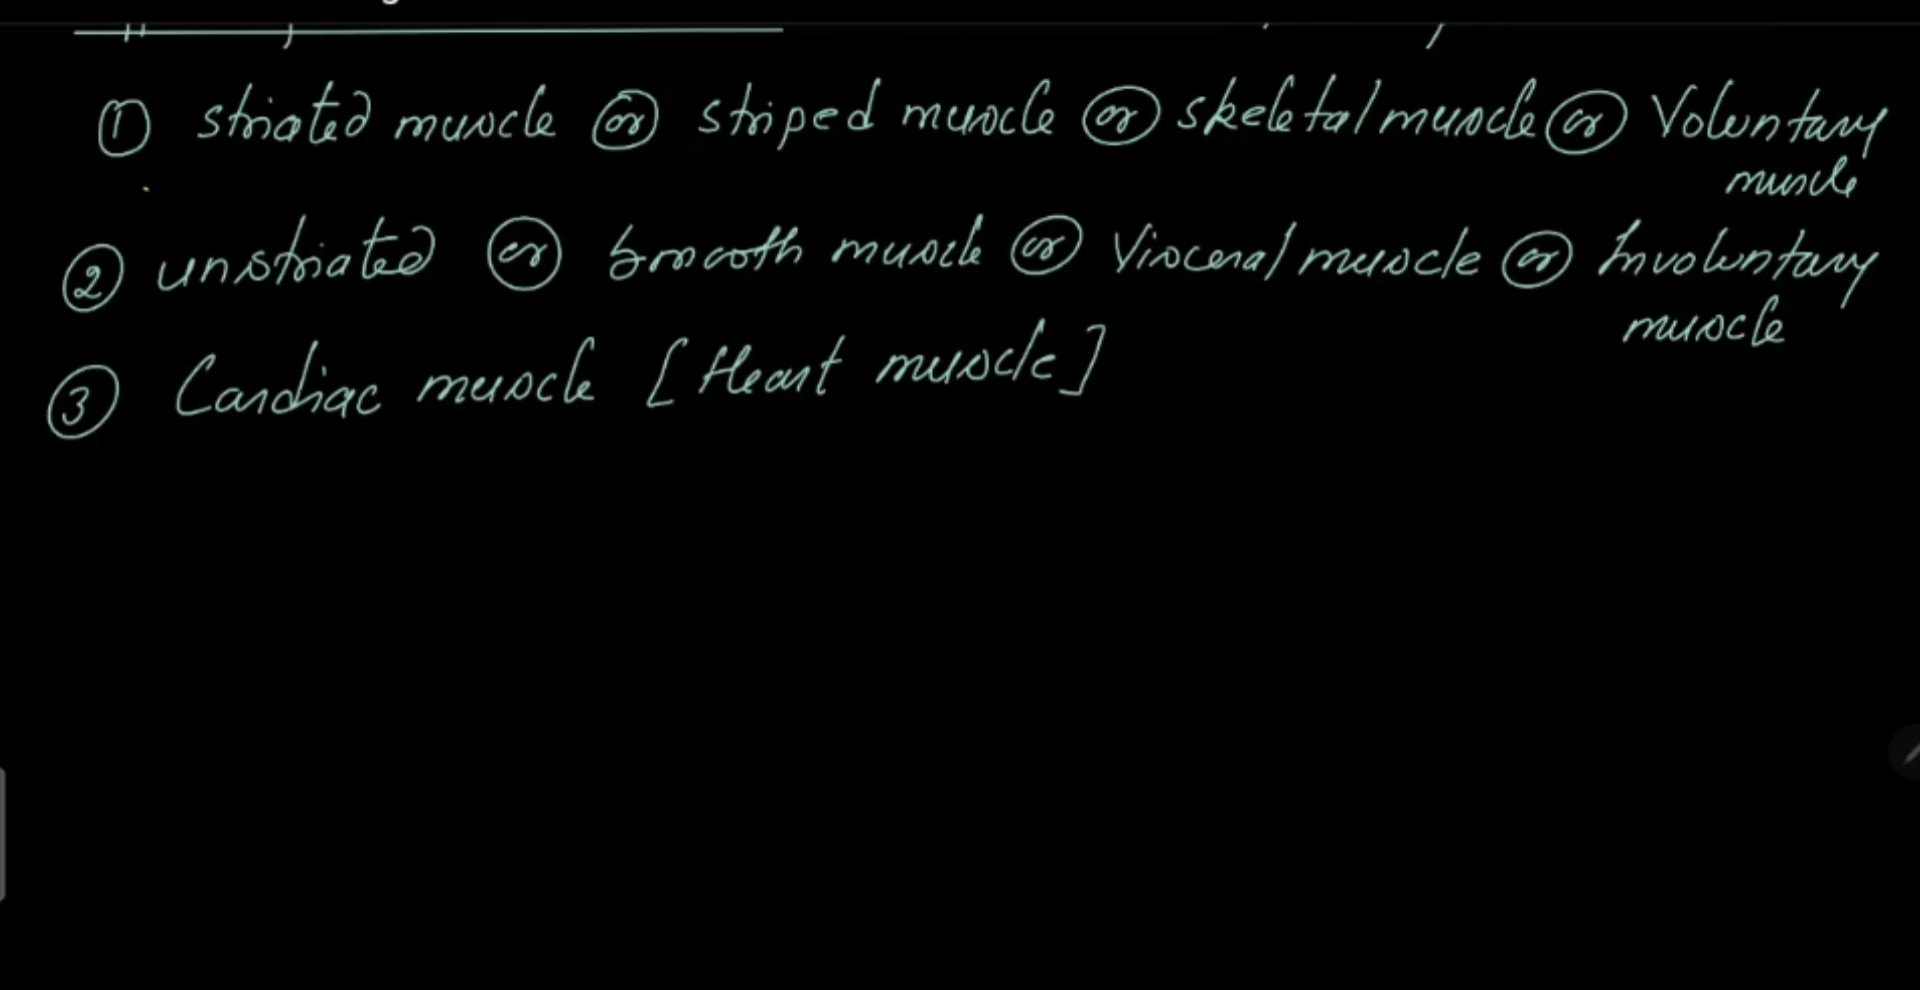 ① striated muscle or striped muscle or skeletal muscle or Voluntary
muscle
② unstriated or Smooth muscle or Visceral muscle or Involuntary
muscle
③ Cardiac muscle [Heart muscle]